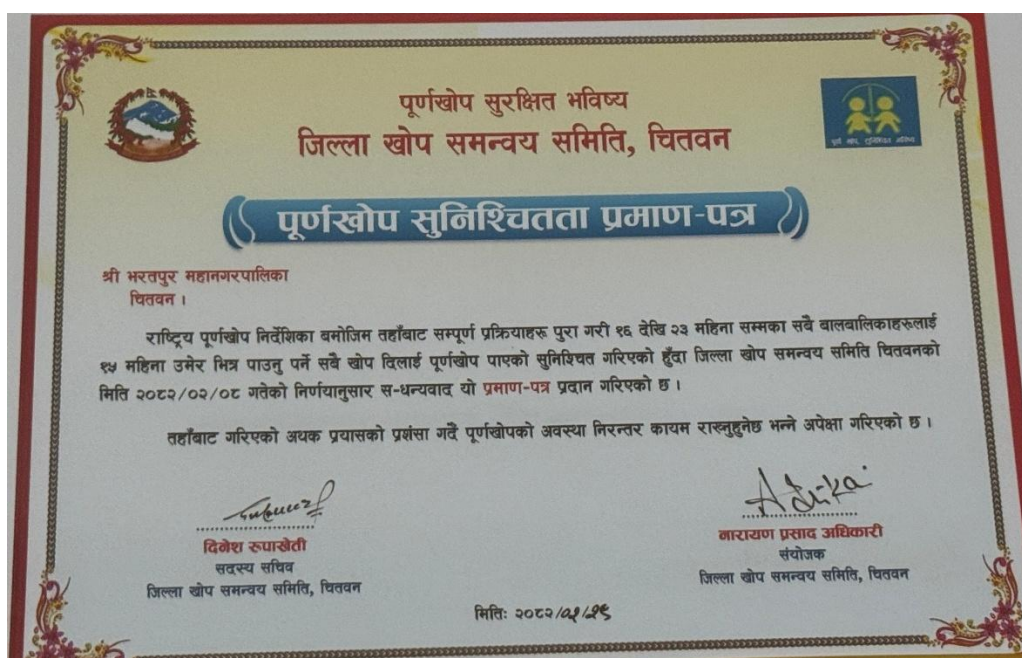 पूर्णखोप सुरक्षित भविष्य
जिल्ला खोप समन्वय समिति, चितवन
पूर्ण खोप, सुनिश्चित भविष्य
पूर्णखोप सुनिश्चितता प्रमाण-पत्र
श्री भरतपुर महानगरपालिका
चितवन ।
राष्ट्रिय पूर्णखोप निर्देशिका बमोजिम तहाँबाट सम्पूर्ण प्रक्रियाहरू पुरा गरी १६ देखि २३ महिना सम्मका सबै बालबालिकाहरूलाई
१५ महिना उमेर भित्र पाउनु पर्ने सबै खोप दिलाई पूर्णखोप पाएको सुनिश्चित गरिएको हुँदा जिल्ला खोप समन्वय समिति चितवनको
मिति २०८२/०२/०८ गतेको निर्णयानुसार स-धन्यवाद यो प्रमाण-पत्र प्रदान गरिएको छ ।
तहाँबाट गरिएको अथक प्रयासको प्रशंसा गर्दै पूर्णखोपको अवस्था निरन्तर कायम राख्नुहुनेछ भन्ने अपेक्षा गरिएको छ ।
दिनेश रुपाखेती
सदस्य सचिव
जिल्ला खोप समन्वय समिति, चितवन
नारायण प्रसाद अधिकारी
संयोजक
जिल्ला खोप समन्वय समिति, चितवन
मितिः २०८२/